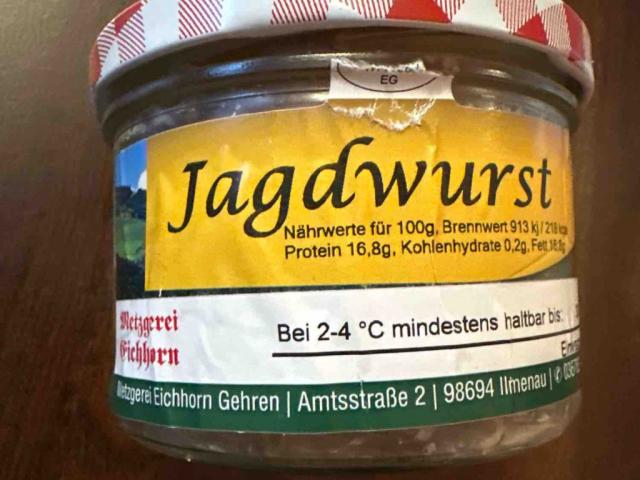 EG
Jagdwurst
Nährwerte für 100g, Brennwert 913 kj / 218
Protein 16,8g, Kohlenhydrate 0,2g, Fett
Metzgerei
Eichhorn
Bei 2-4 °C mindestens haltbar bis:
Metzgerei Eichhorn Gehren | Amtsstraße 2 | 98694 Ilmenau |